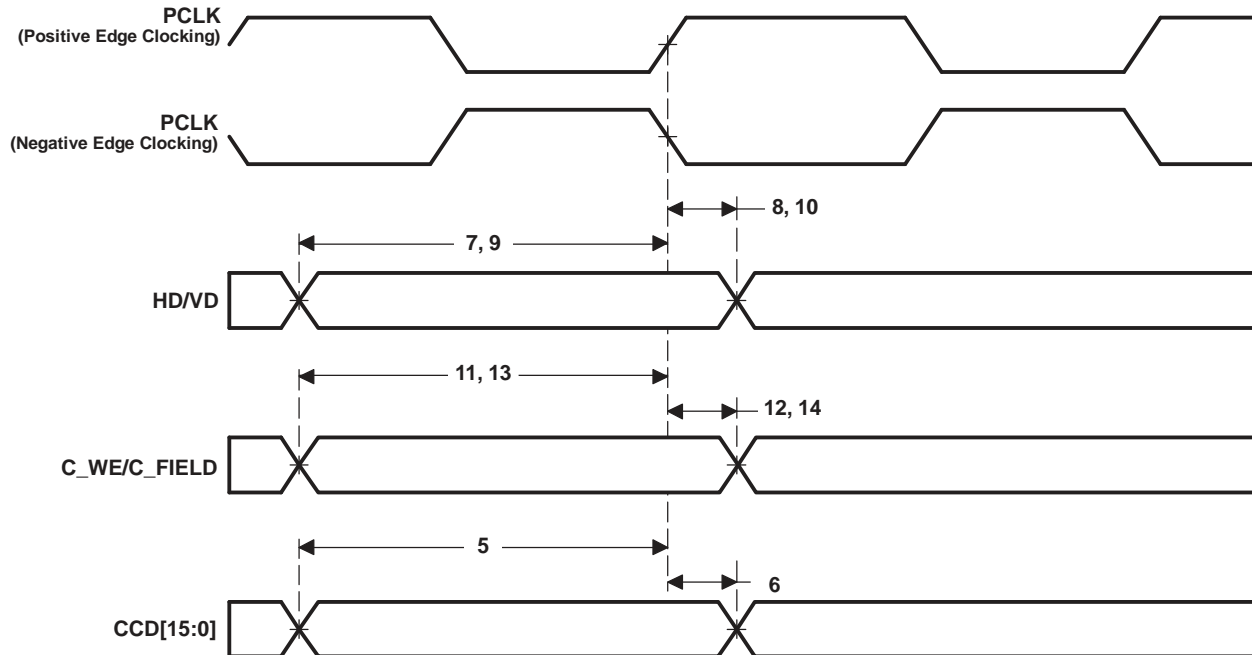 PCLK
(Positive Edge Clocking)
PCLK
(Negative Edge Clocking)
8, 10
7, 9
HD/VD
11, 13
12, 14
C_WE/C_FIELD
5
6
CCD[15:0]